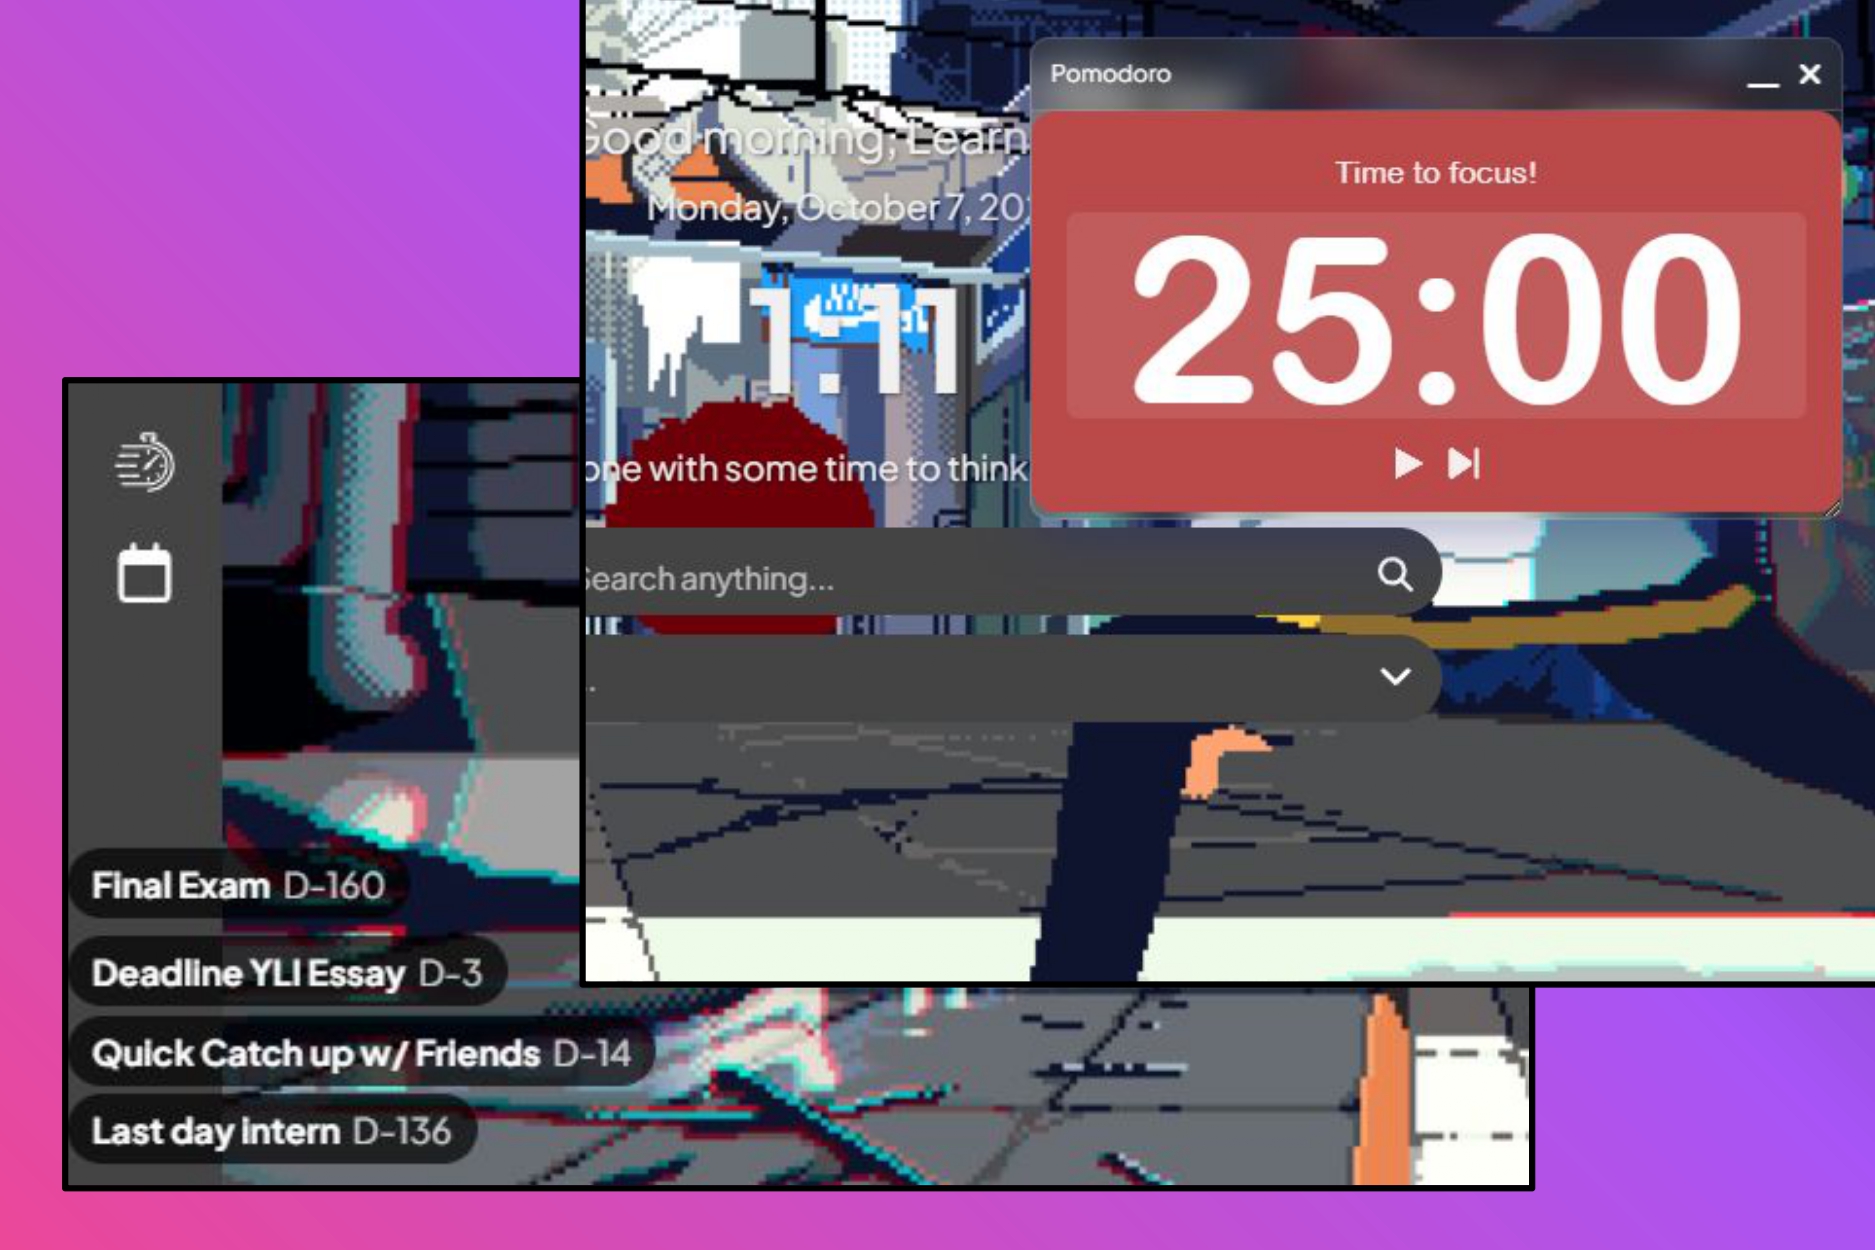 Pomodoro
Good morning, Learn
Monday, October 7, 20
Time to focus!
25:00
1:11
one with some time to think
Search anything...
.
Final Exam D-160
Deadline YLI Essay D-3
Quick Catch up w/ Friends D-14
Last day intern D-136